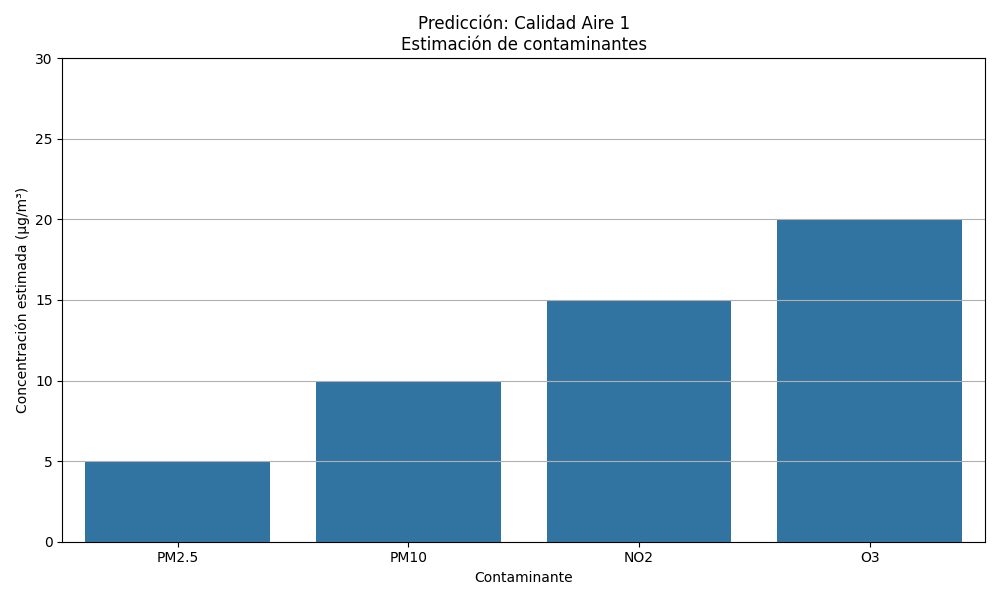 Predicción: Calidad Aire 1
Estimación de contaminantes
Concentración estimada (µg/m³)
30
25
20
15
10
5
0
PM2.5 PM10 NO2 O3
Contaminante